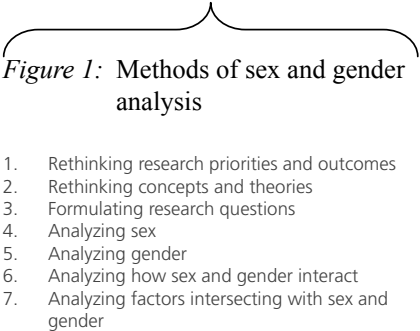 Figure 1: Methods of sex and gender
analysis
1. Rethinking research priorities and outcomes
2. Rethinking concepts and theories
3. Formulating research questions
4. Analyzing sex
5. Analyzing gender
6. Analyzing how sex and gender interact
7. Analyzing factors intersecting with sex and
gender